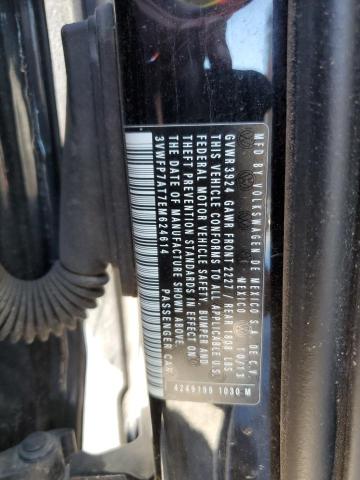 MFD BY VOLKSWAGEN DE MEXICO S.A. DE C.V.
MEXICO 10/13
GVWR 3924 GAWR FRONT 2227 / REAR 1808 LBS
THIS VEHICLE CONFORMS TO ALL APPLICABLE U.S.
FEDERAL MOTOR VEHICLE SAFETY, BUMPER AND
THEFT PREVENTION STANDARDS IN EFFECT ON
THE DATE OF MANUFACTURE SHOWN ABOVE.
3VWFP7AT7EM624614
PASSENGER CAR
1030 M